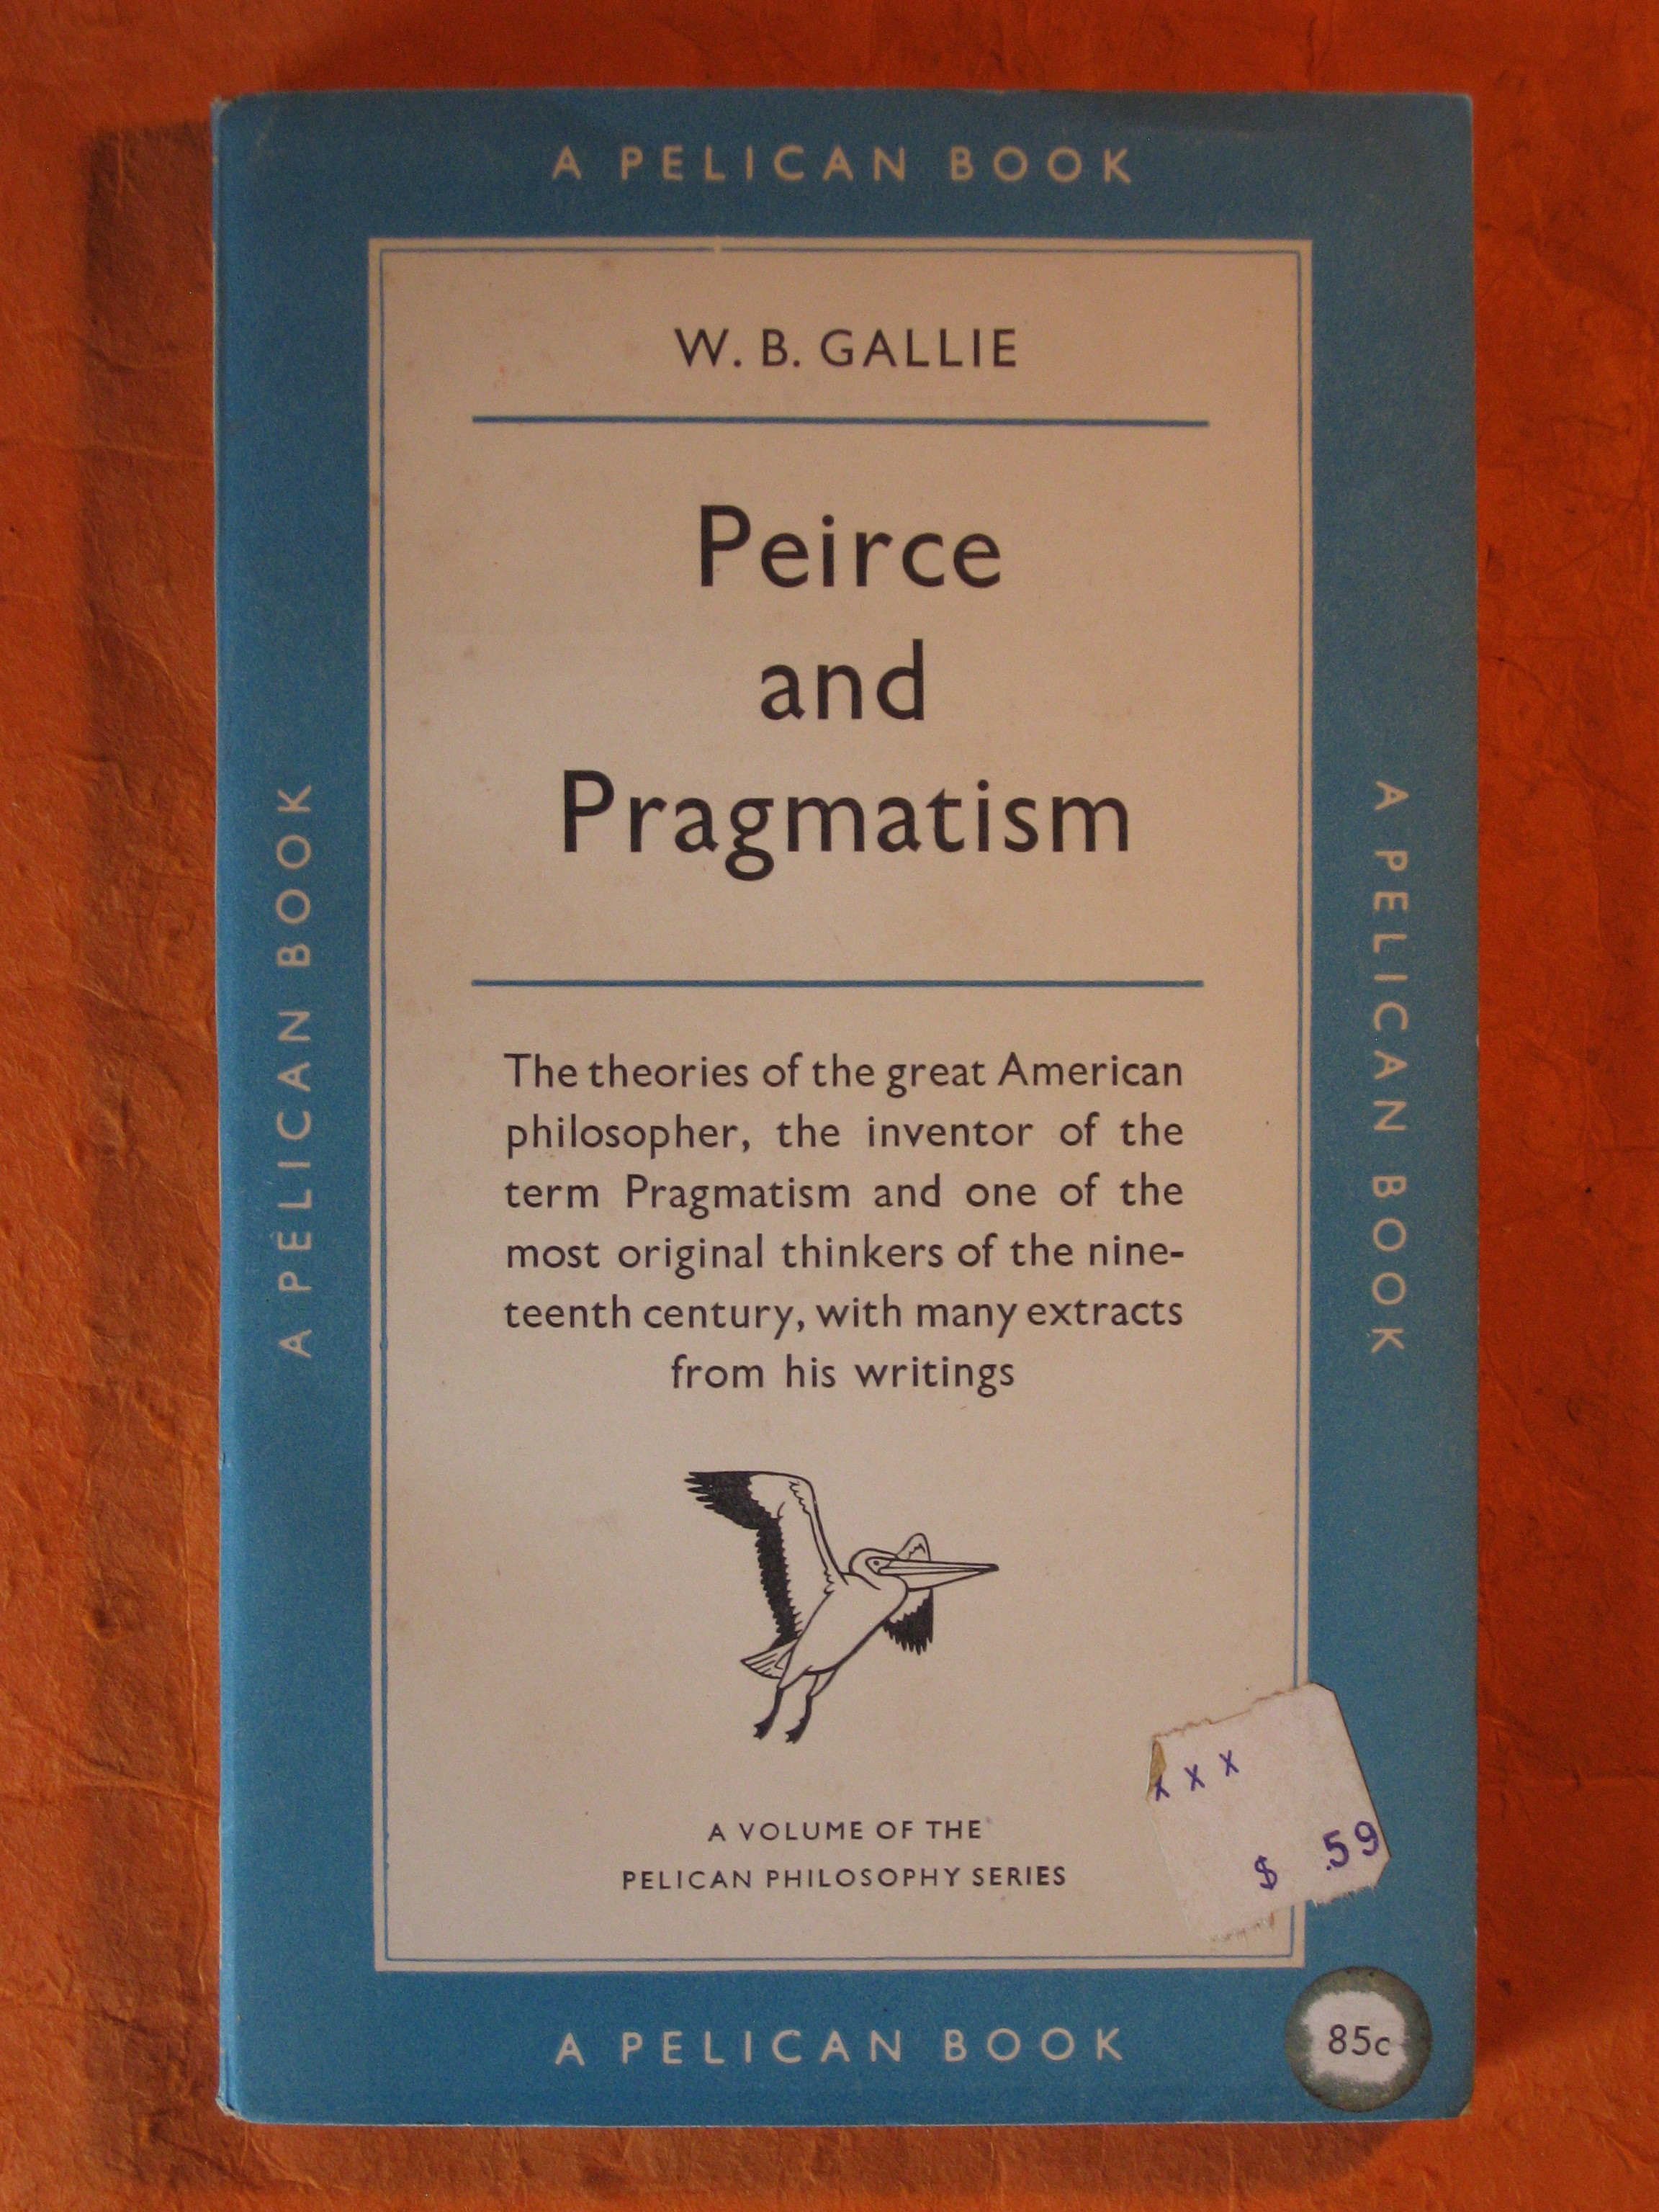 A PELICAN BOOK
W. B. GALLIE
Peirce
and
Pragmatism
The theories of the great American
philosopher, the inventor of the
term Pragmatism and one of the
most original thinkers of the nine-
teenth century, with many extracts
from his writings
A VOLUME OF THE
PELICAN PHILOSOPHY SERIES
A PELICAN BOOK
A PELICAN BOOK
x x x
$ .59
A PELICAN BOOK
85c